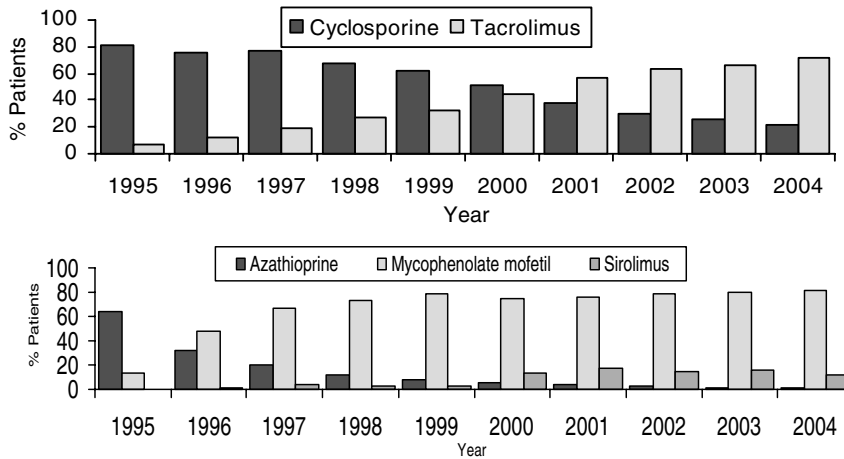 Cyclosporine Tacrolimus
% Patients
100
80
60
40
20
0
1995 1996 1997 1998 1999 2000 2001 2002 2003 2004
Year
Azathioprine Mycophenolate mofetil Sirolimus
% Patients
100
80
60
40
20
0
1995 1996 1997 1998 1999 2000 2001 2002 2003 2004
Year